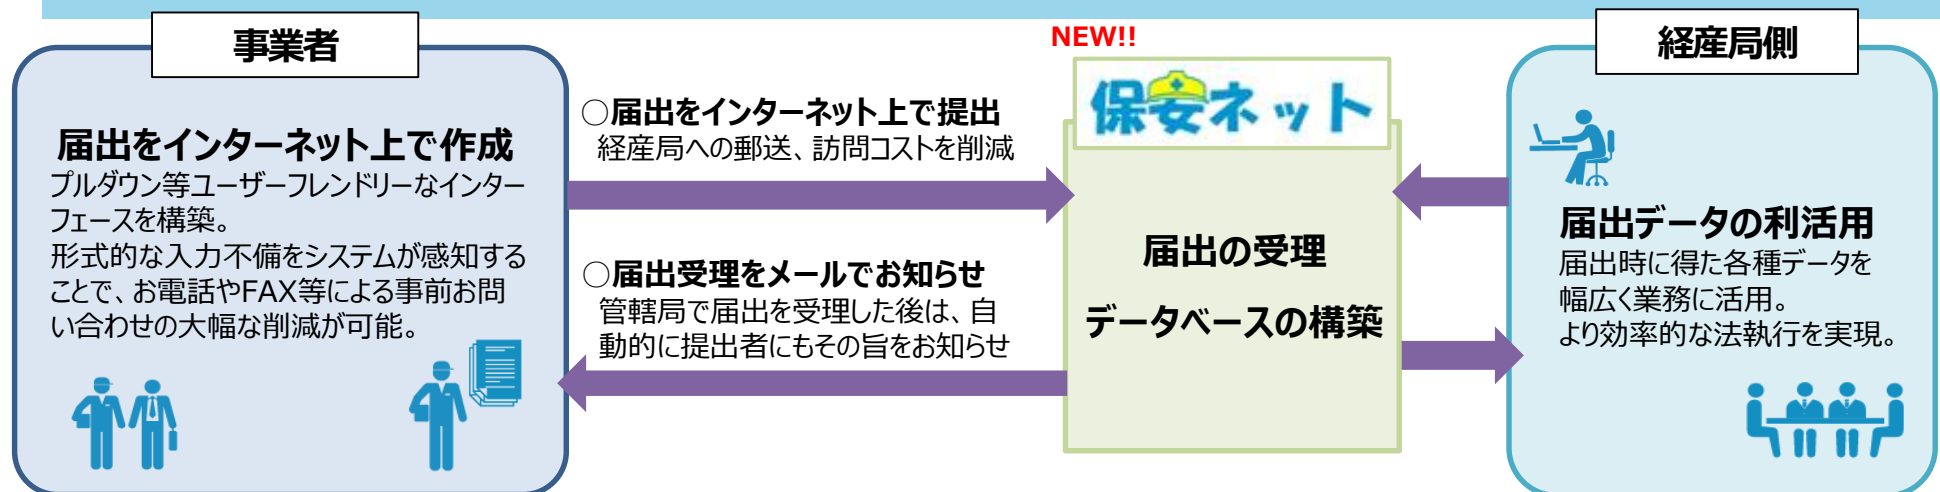 事業者
届出をインターネット上で作成
プルダウン等ユーザーフレンドリーなインター
フェースを構築。
形式的な入力不備をシステムが感知する
ことで、お電話やFAX等による事前お問
い合わせの大幅な削減が可能。
○届出をインターネット上で提出
経産局への郵送、訪問コストを削減
○届出受理をメールでお知らせ
管轄局で届出を受理した後は、自
動的に提出者にもその旨をお知らせ
NEW!!
保安ネット
届出の受理
データベースの構築
経産局側
届出データの利活用
届出時に得た各種データを
幅広く業務に活用。
より効率的な法執行を実現。